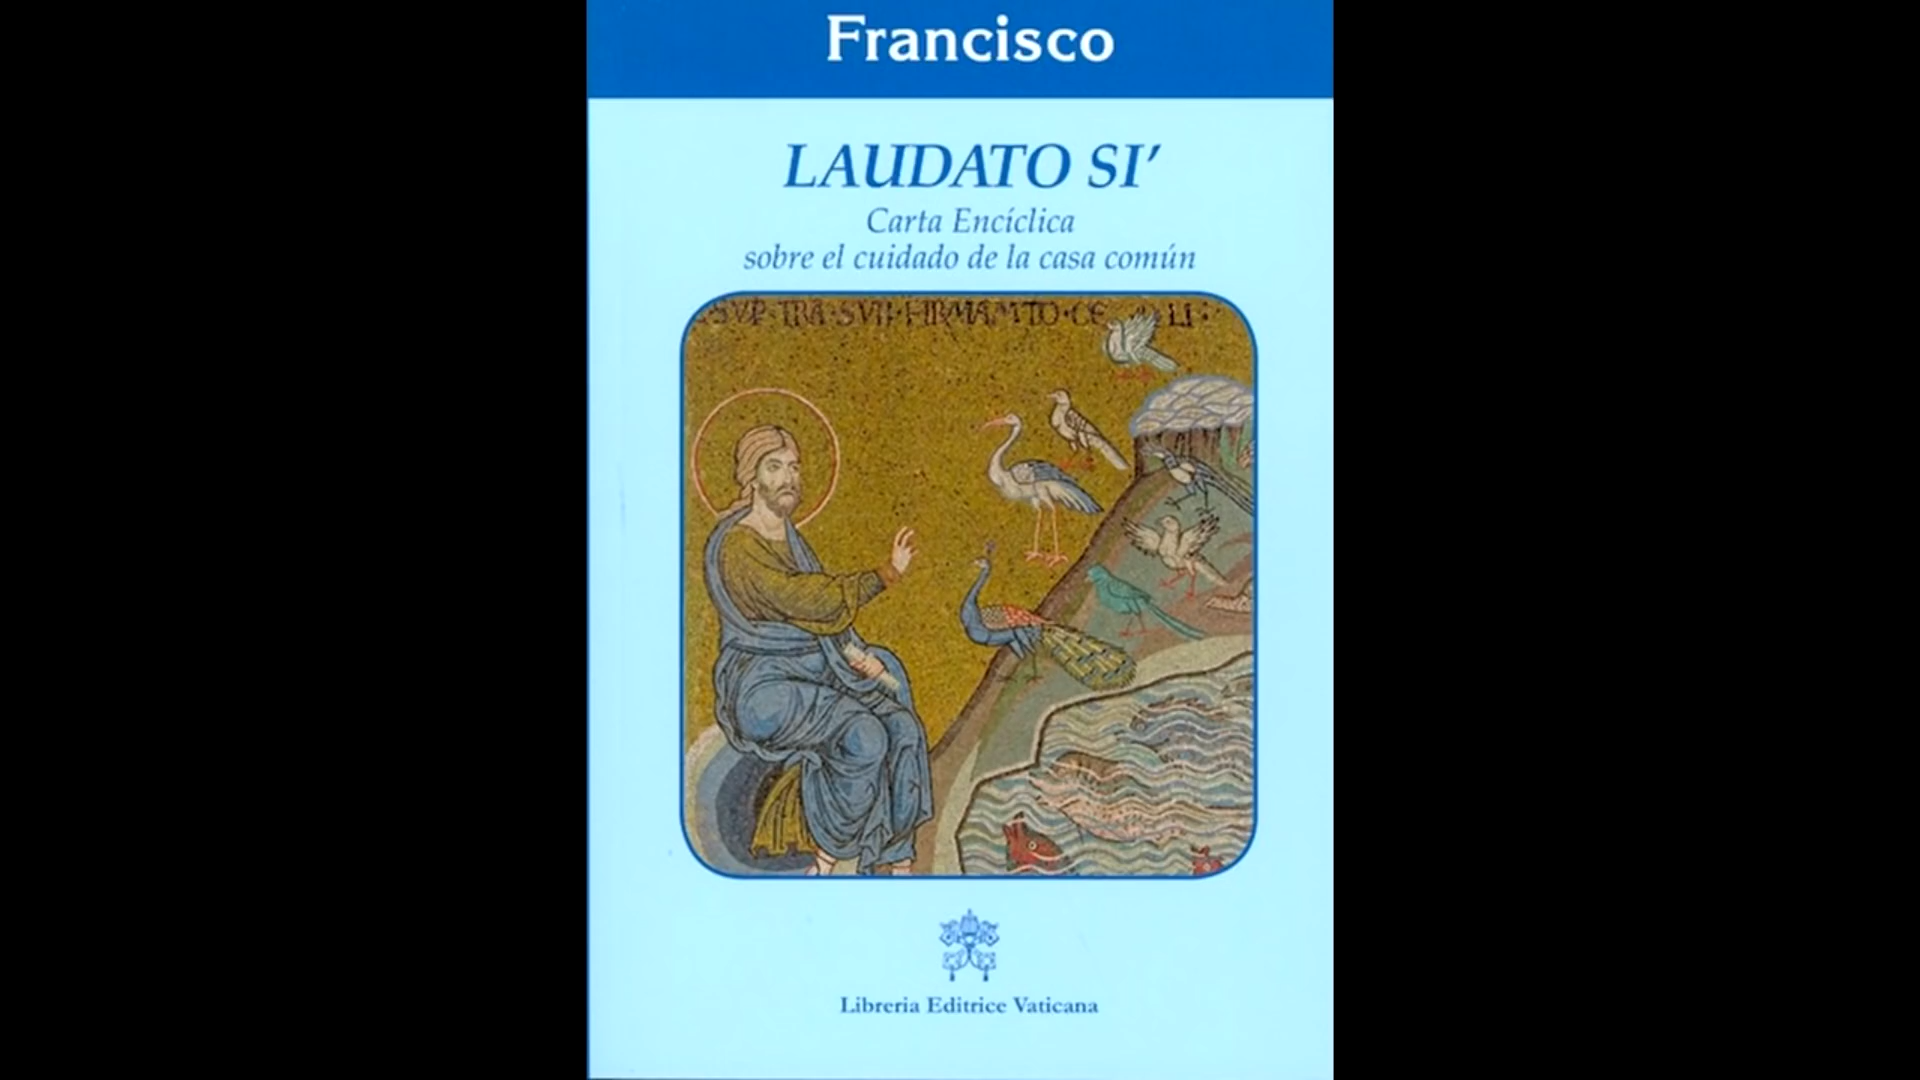 Francisco
LAUDATO SI’
Carta Encíclica
sobre el cuidado de la casa común
Libreria Editrice Vaticana